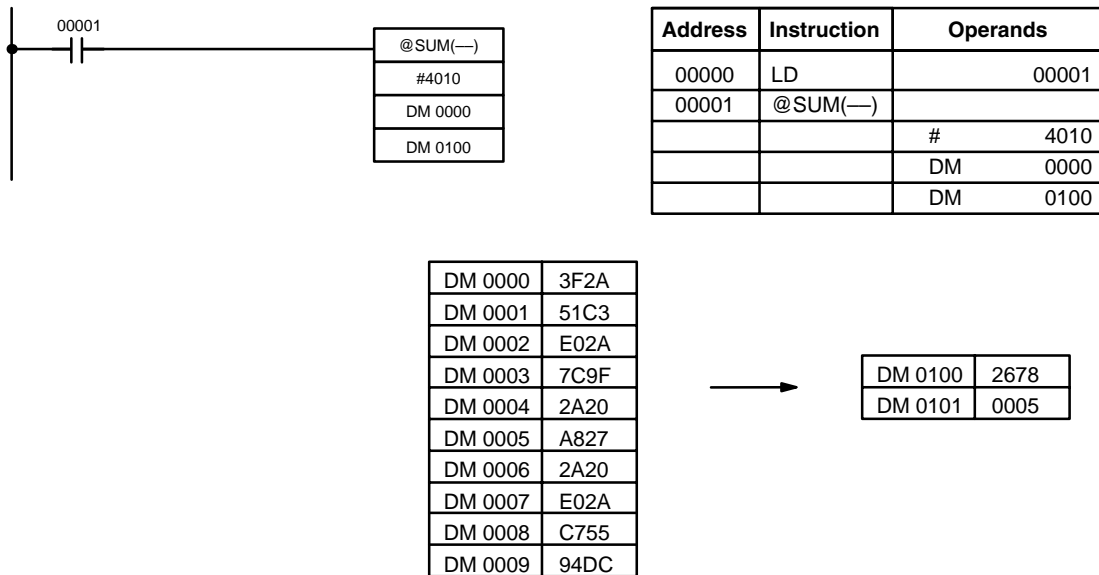 00001
@SUM(––)
#4010
DM 0000
DM 0100
Address Instruction Operands
00000 LD 00001
00001 @SUM(––)
# 4010
DM 0000
DM 0100
DM 0000 3F2A
DM 0001 51C3
DM 0002 E02A
DM 0003 7C9F
DM 0004 2A20
DM 0005 A827
DM 0006 2A20
DM 0007 E02A
DM 0008 C755
DM 0009 94DC
DM 0100 2678
DM 0101 0005